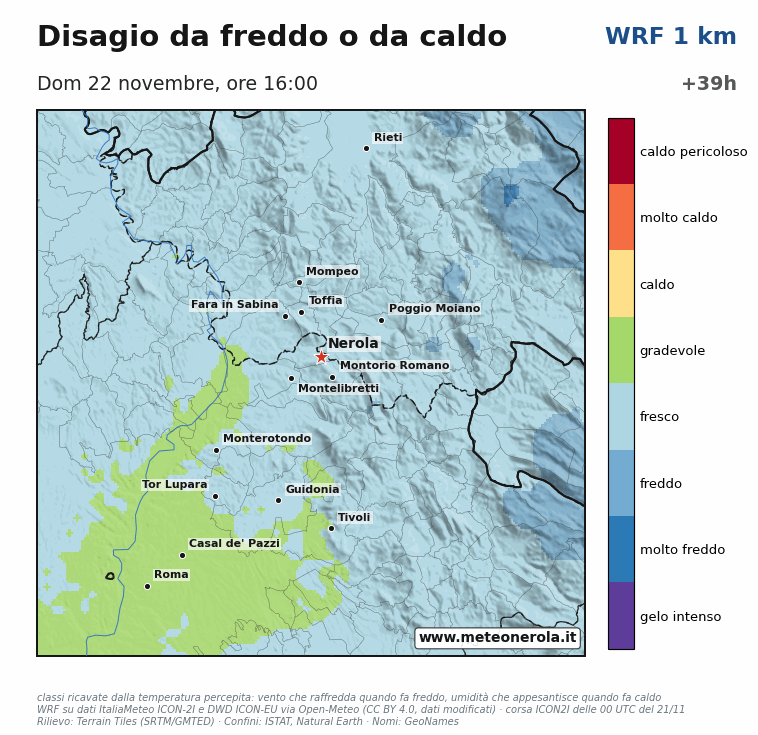 Disagio da freddo o da caldo
WRF 1 km
Dom 22 novembre, ore 16:00
+39h
Rieti
Mompeo
Fara in Sabina
Toffia
Poggio Moiano
Nerola
Montorio Romano
Montelibretti
Monterotondo
Tor Lupara
Guidonia
Tivoli
Casal de' Pazzi
Roma
www.meteonerola.it
caldo pericoloso
molto caldo
caldo
gradevole
fresco
freddo
molto freddo
gelo intenso
classi ricavate dalla temperatura percepita: vento che raffredda quando fa freddo, umidità che appesantisce quando fa caldo
WRF su dati ItaliaMeteo ICON-2I e DWD ICON-EU via Open-Meteo (CC BY 4.0, dati modificati) · corsa ICON2I delle 00 UTC del 21/11
Rilievo: Terrain Tiles (SRTM/GMTED) · Confini: ISTAT, Natural Earth · Nomi: GeoNames